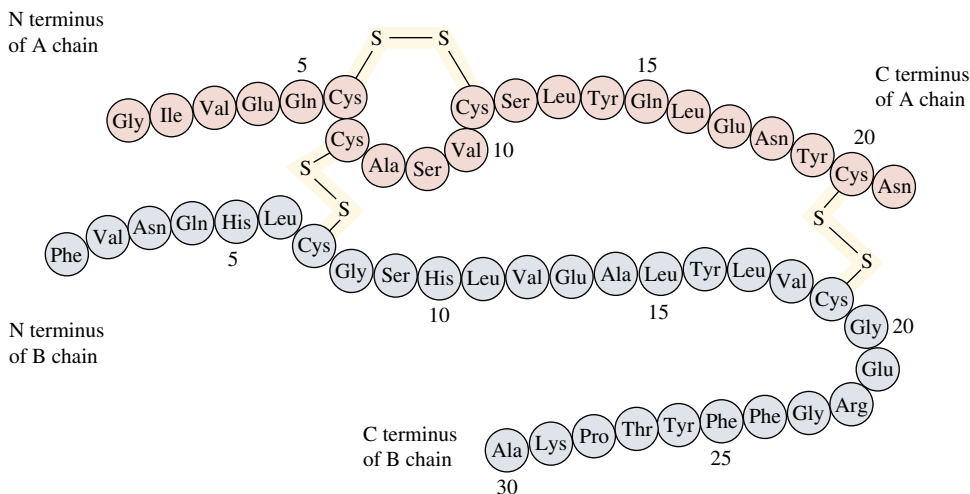 N terminus
of A chain
S S
5
15
C terminus
of A chain
Gly Ile Val Glu Gln Cys
Cys Ser Leu Tyr Gln Leu Glu Asn Tyr Cys Asn
20
Cys Ala Ser Val
10
S
S
S
S
Phe Val Asn Gln His Leu Cys Gly Ser His Leu Val Glu Ala Leu Tyr Leu Val Cys Gly
5
10
15
20
N terminus
of B chain
Glu
Arg
C terminus
of B chain
Ala Lys Pro Thr Tyr Phe Phe Gly
30
25